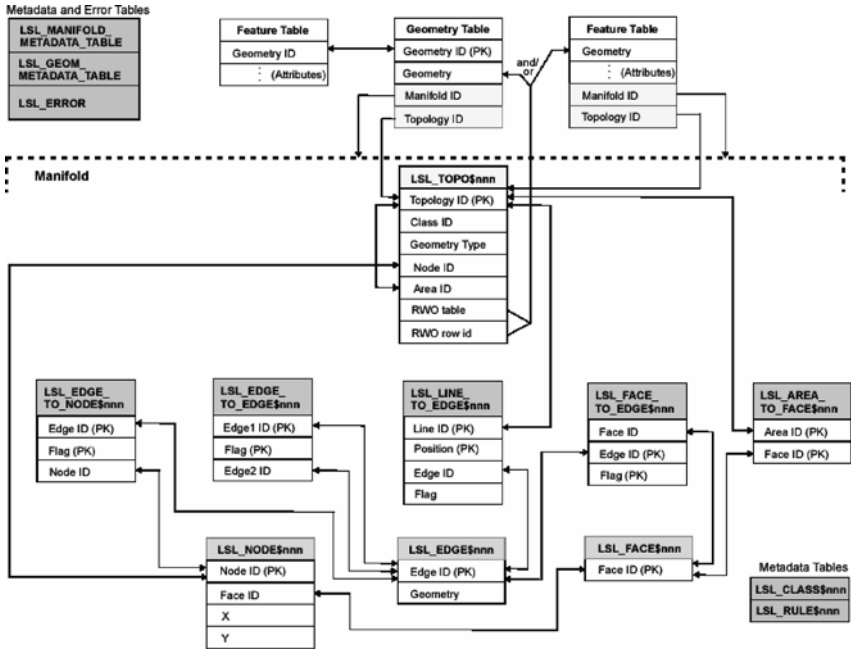 Metadata and Error Tables
LSL_MANIFOLD_
METADATA_TABLE
LSL_GEOM_
METADATA_TABLE
LSL_ERROR
Feature Table
Geometry ID
(Attributes)
Geometry Table
Geometry ID (PK)
Geometry
Manifold ID
Topology ID
and/
or
Feature Table
Geometry
(Attributes)
Manifold ID
Topology ID
Manifold
LSL_TOPO$nnn
Topology ID (PK)
Class ID
Geometry Type
Node ID
Area ID
RWO table
RWO row id
LSL_EDGE_
TO_NODE$nnn
Edge ID (PK)
Flag (PK)
Node ID
LSL_EDGE_
TO_EDGE$nnn
Edge1 ID (PK)
Flag (PK)
Edge2 ID
LSL_LINE_
TO_EDGE$nnn
Line ID (PK)
Position (PK)
Edge ID
Flag
LSL_FACE_
TO_EDGE$nnn
Face ID
Edge ID (PK)
Flag (PK)
LSL_AREA_
TO_FACE$nnn
Area ID (PK)
Face ID (PK)
LSL_NODE$nnn
Node ID (PK)
Face ID
X
Y
LSL_EDGE$nnn
Edge ID (PK)
Geometry
LSL_FACE$nnn
Face ID (PK)
Metadata Tables
LSL_CLASS$nnn
LSL_RULE$nnn